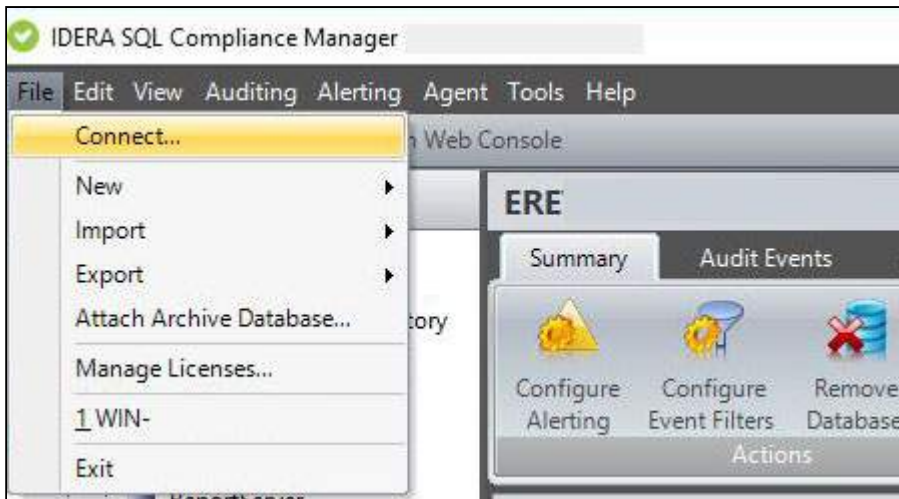 IDERA SQL Compliance Manager
File Edit View Auditing Alerting Agent Tools Help
Connect...
Web Console
New
ERE
Import
Summary Audit Events
Export
Attach Archive Database...
Manage Licenses...
Configure Alerting
Configure Event Filters
Remove Database
1 WIN-
Actions
Exit